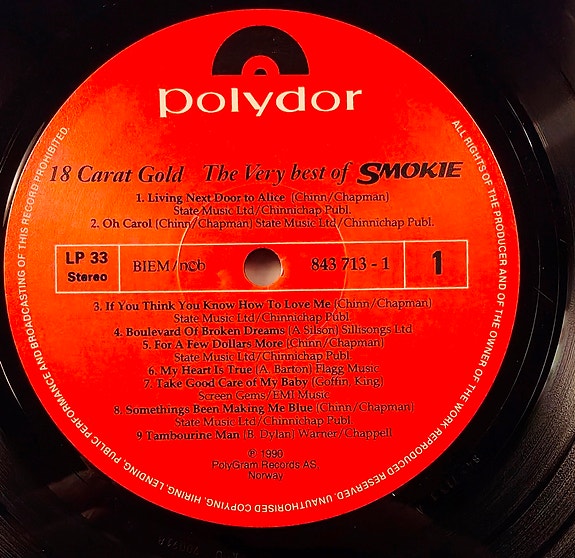 polydor
18 Carat Gold The Very best of SMOKIE
1. Living Next Door to Alice (Chinn/Chapman)
State Music Ltd/Chinnichap Publ.
2. Oh Carol (Chinn/Chapman) State Music Ltd/Chinnichap Publ.
LP 33
Stereo
BIEM/ncb
843 713 - 1
1
3. If You Think You Know How To Love Me (Chinn/Chapman)
State Music Ltd/Chinnichap Publ.
4. Boulevard Of Broken Dreams (A Silson) Sillisongs Ltd
5. For A Few Dollars More (Chinn/Chapman)
State Music Ltd/Chinnichap Publ.
6. My Heart Is True (A. Barton) Flagg Music
7. Take Good Care of My Baby (Goffin, King)
Screen Gems/EMI Music
8. Somethings Been Making Me Blue (Chinn/Chapman)
State Music Ltd/Chinnichap Publ.
9 Tambourine Man (B. Dylan) Warner/Chappell
℗ 1990
PolyGram Records AS,
Norway
ALL RIGHTS OF THE PRODUCER AND OF THE OWNER OF THE WORK REPRODUCED RESERVED. UNAUTHORISED COPYING, HIRING, LENDING, PUBLIC PERFORMANCE AND BROADCASTING OF THIS RECORD PROHIBITED.